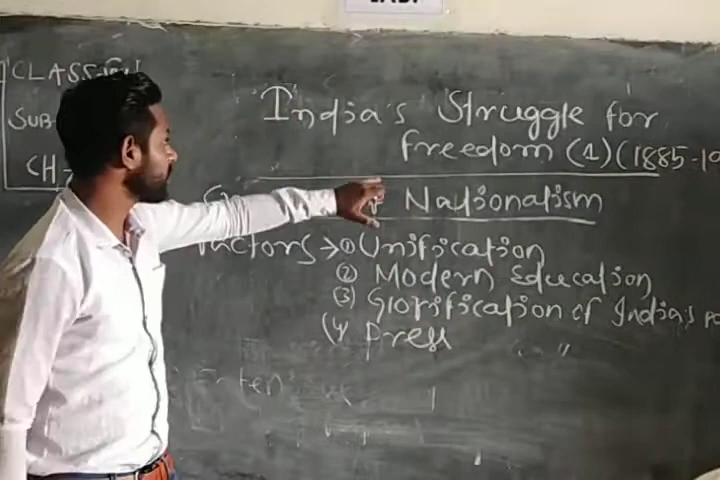 CLASS
SUB
CH-
India's Struggle for
freedom (1) (1885-19
Nationalism
Factors → ① Unification
② Modern Education
(3) Glorification of India's
(4) Press